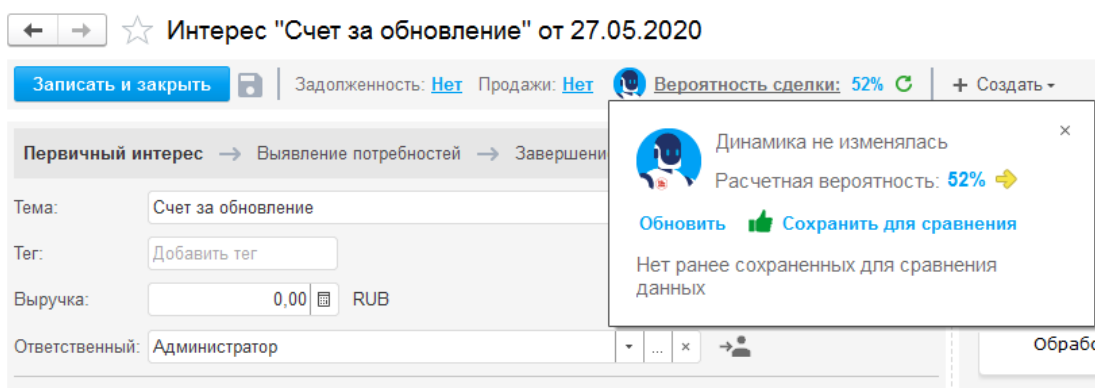 Интерес "Счет за обновление" от 27.05.2020
Записать и закрыть Задолженность: Нет Продажи: Нет Вероятность сделки: 52% + Создать
Первичный интерес → Выявление потребностей → Завершени
Динамика не изменялась ×
Расчетная вероятность: 52%
Обновить Сохранить для сравнения
Нет ранее сохраненных для сравнения
данных
Тема: Счет за обновление
Тег: Добавить тег
Выручка: 0,00 RUB
Ответственный: Администратор ... ×
Обрабо